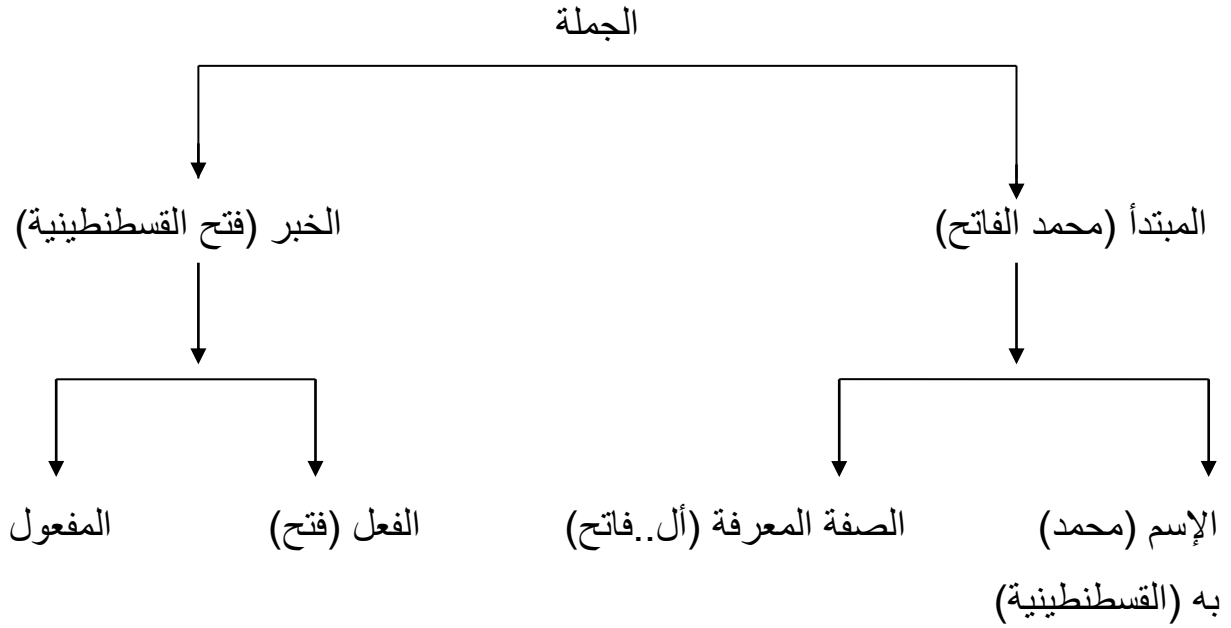 الجملة
المبتدأ (محمد الفاتح) الخبر (فتح القسطنطينية)
الإسم (محمد) الصفة المعرفة (أل..فاتح) الفعل (فتح) المفعول
به (القسطنطينية)